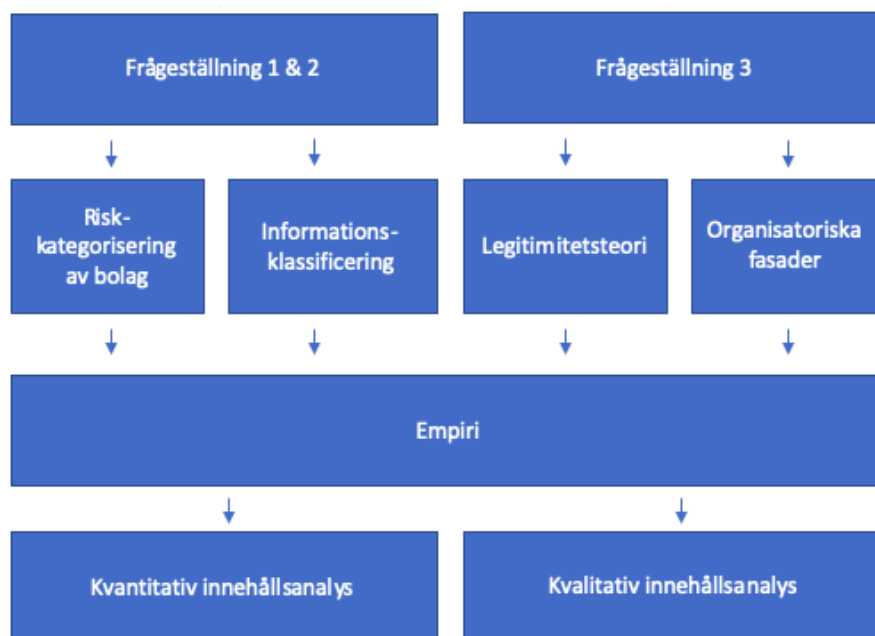 Frågeställning 1 & 2
Frågeställning 3
Risk-
kategorisering
av bolag
Informations-
klassificering
Legitimitetsteori
Organisatoriska
fasader
Empiri
Kvantitativ innehållsanalys
Kvalitativ innehållsanalys